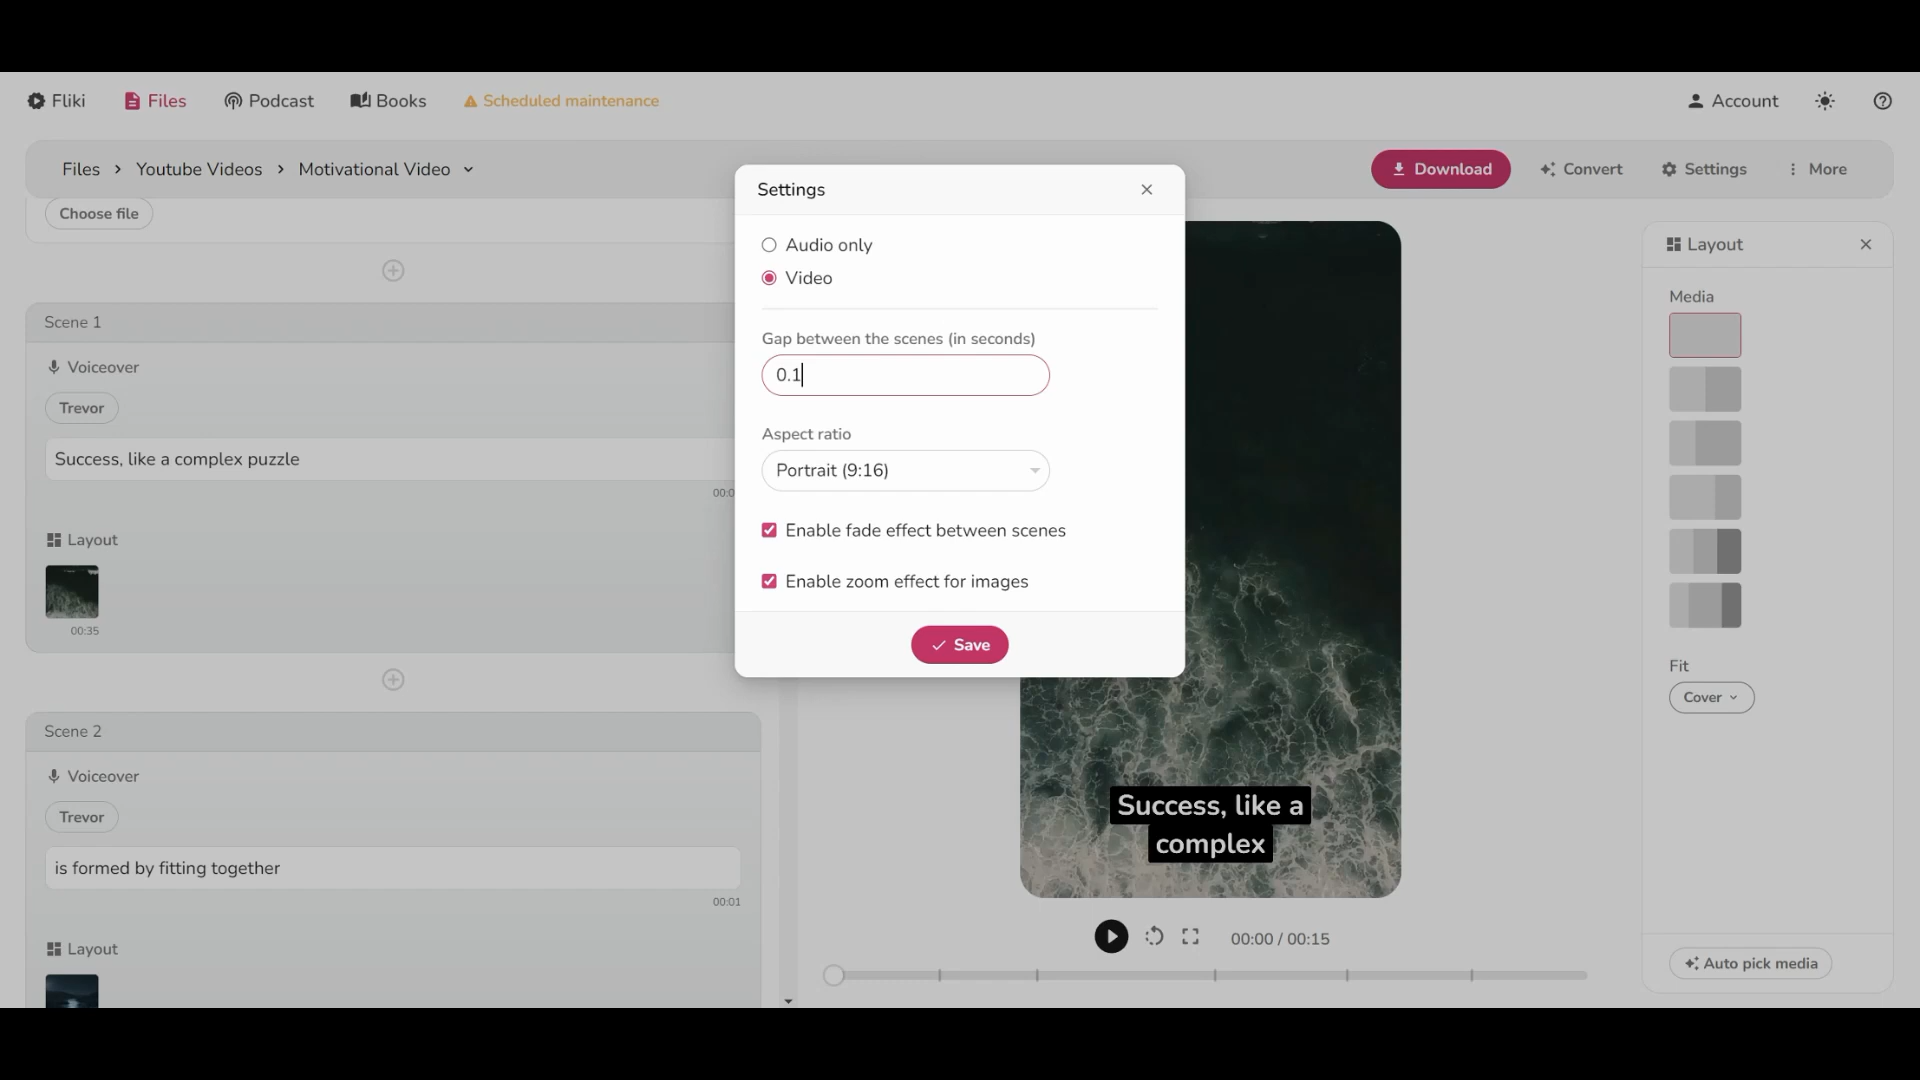 Fliki
Files
Podcast
Books
Scheduled maintenance
Account
Files > Youtube Videos > Motivational Video
Download
Convert
Settings
More
Choose file
Scene 1
Voiceover
Trevor
Success, like a complex puzzle
Layout
00:35
Scene 2
Voiceover
Trevor
is formed by fitting together
00:01
Layout
Settings
Audio only
Video
Gap between the scenes (in seconds)
0.1
Aspect ratio
Portrait (9:16)
Enable fade effect between scenes
Enable zoom effect for images
Save
Success, like a
complex
00:00 / 00:15
Layout
Media
Fit
Cover
Auto pick media